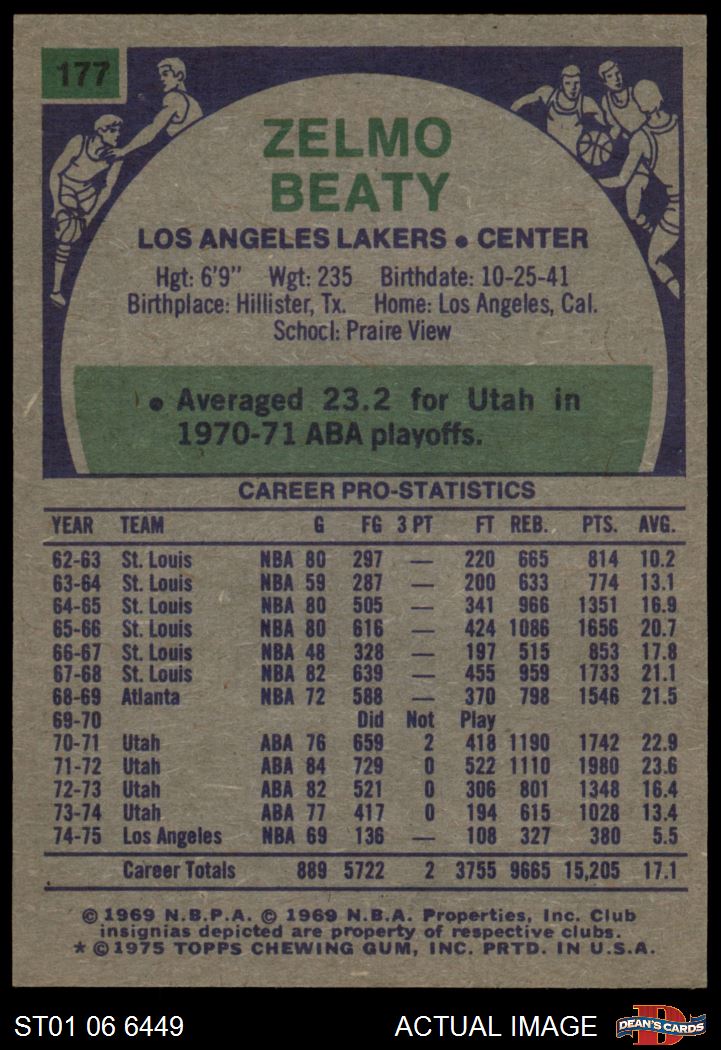 177
ZELMO
BEATY
LOS ANGELES LAKERS • CENTER
Hgt: 6'9" Wgt: 235 Birthdate: 10-25-41
Birthplace: Hillister, Tx. Home: Los Angeles, Cal.
School: Praire View
• Averaged 23.2 for Utah in
1970-71 ABA playoffs.
CAREER PRO-STATISTICS
YEAR TEAM G FG 3 PT FT REB. PTS. AVG.
62-63 St. Louis NBA 80 297 — 220 665 814 10.2
63-64 St. Louis NBA 59 287 — 200 633 774 13.1
64-65 St. Louis NBA 80 505 — 341 966 1351 16.9
65-66 St. Louis NBA 80 616 — 424 1086 1656 20.7
66-67 St. Louis NBA 48 328 — 197 515 853 17.8
67-68 St. Louis NBA 82 639 — 455 959 1733 21.1
68-69 Atlanta NBA 72 588 — 370 798 1546 21.5
69-70 Did Not Play
70-71 Utah ABA 76 659 2 418 1190 1742 22.9
71-72 Utah ABA 84 729 0 522 1110 1980 23.6
72-73 Utah ABA 82 521 0 306 801 1348 16.4
73-74 Utah ABA 77 417 0 194 615 1028 13.4
74-75 Los Angeles NBA 69 136 — 108 327 380 5.5
Career Totals 889 5722 2 3755 9665 15,205 17.1
© 1969 N.B.P.A. © 1969 N.B.A. Properties, Inc. Club
insignias depicted are property of respective clubs.
* © 1975 TOPPS CHEWING GUM, INC. PRTD. IN U.S.A.
ST01 06 6449 ACTUAL IMAGE D DEAN'S CARDS